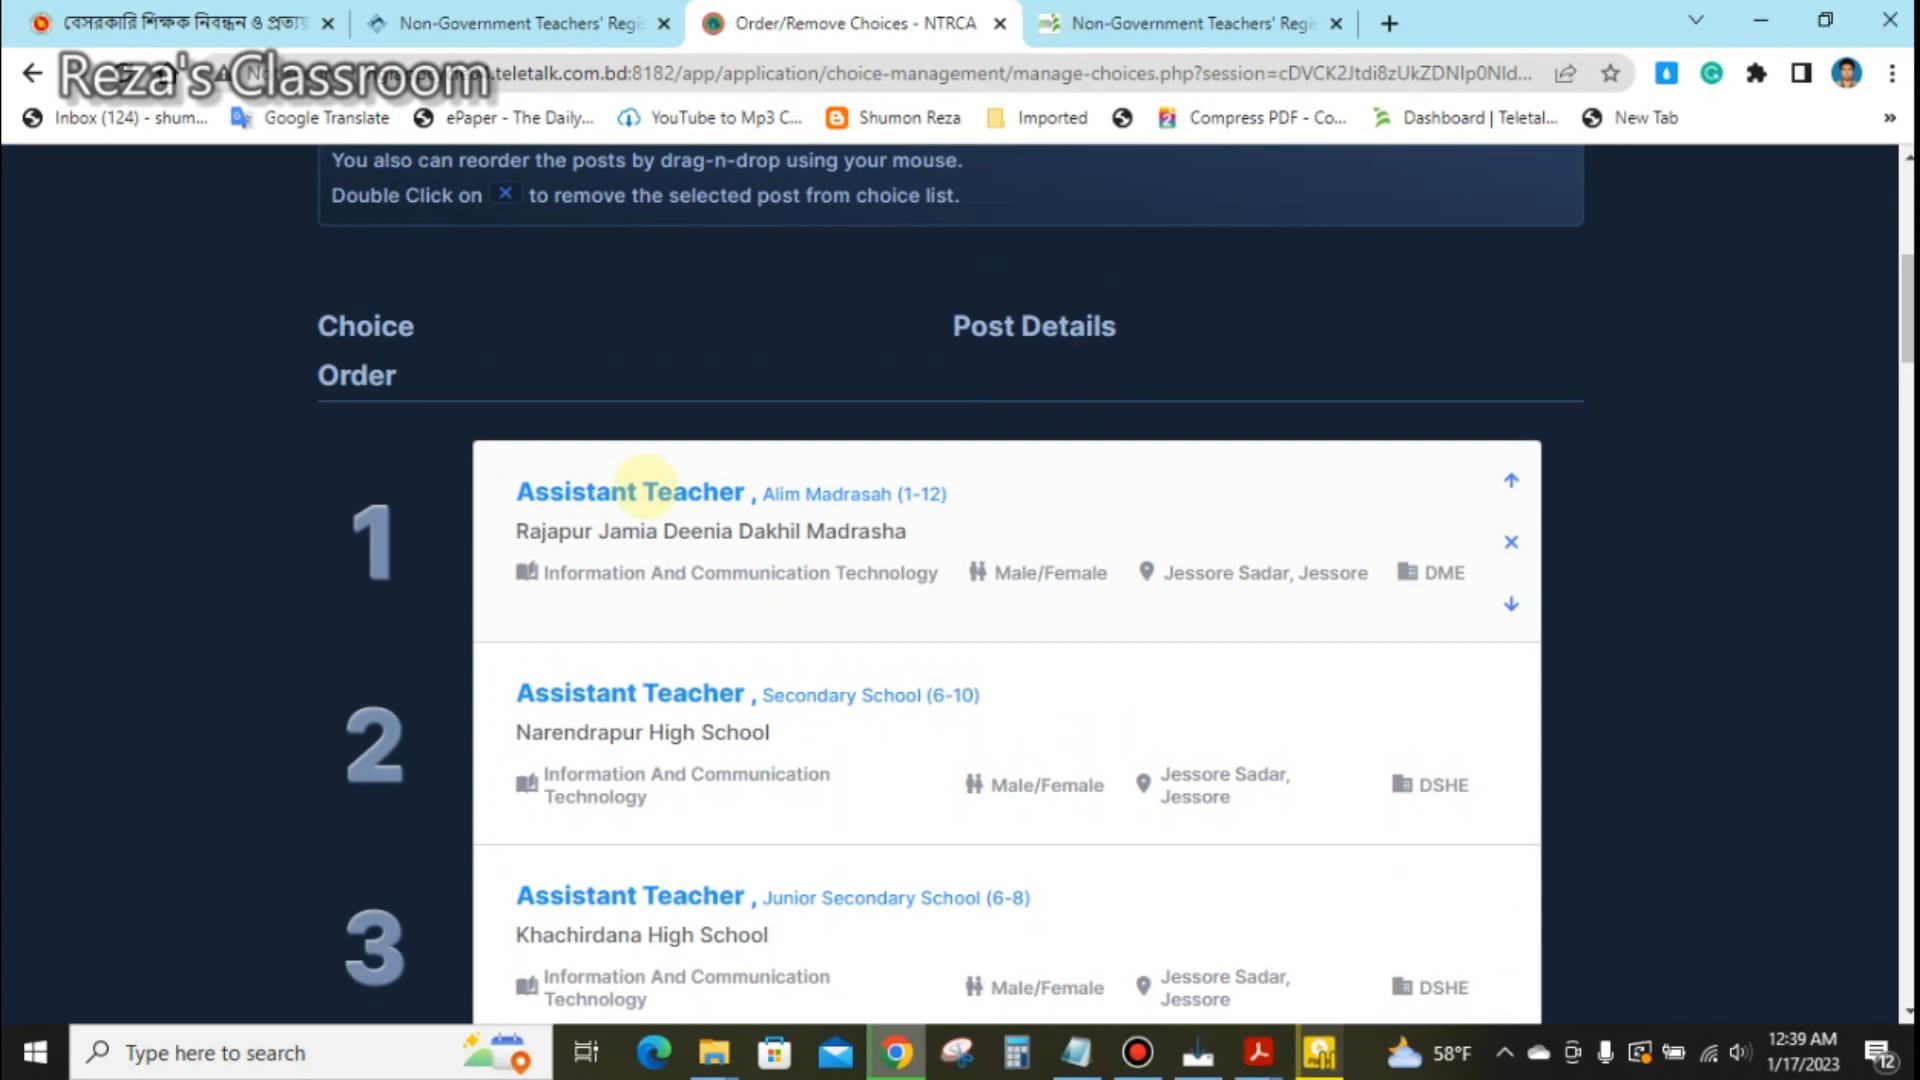 বেসরকারি শিক্ষক নিবন্ধন ও প্রত্যয়
Non-Government Teachers' Regi
Order/Remove Choices - NTRCA
Non-Government Teachers' Regis
Reza's Classroom
.teletalk.com.bd:8182/app/application/choice-management/manage-choices.php?session=cDVCK2Jtdi8zUkZDNlp0Nld...
Inbox (124) - shum...
Google Translate
ePaper - The Daily...
YouTube to Mp3 C...
Shumon Reza
Imported
Compress PDF - Co...
Dashboard | Teletal...
New Tab
»
You also can reorder the posts by drag-n-drop using your mouse.
Double Click on × to remove the selected post from choice list.
Choice
Order
Post Details
1
Assistant Teacher , Alim Madrasah (1-12)
Rajapur Jamia Deenia Dakhil Madrasha
Information And Communication Technology
Male/Female
Jessore Sadar, Jessore
DME
2
Assistant Teacher , Secondary School (6-10)
Narendrapur High School
Information And Communication
Technology
Male/Female
Jessore Sadar,
Jessore
DSHE
3
Assistant Teacher , Junior Secondary School (6-8)
Khachirdana High School
Information And Communication
Technology
Male/Female
Jessore Sadar,
Jessore
DSHE
Type here to search
58°F
12:39 AM
1/17/2023
12